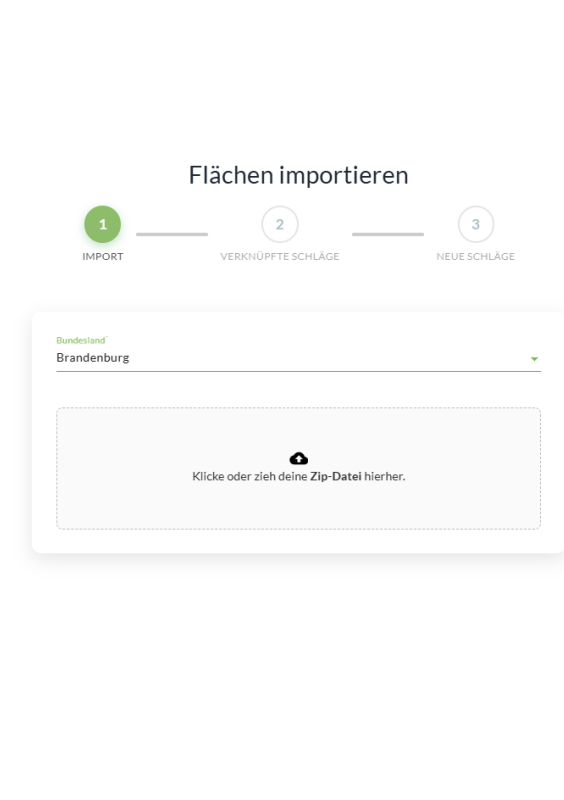 Flächen importieren
1
2
3
IMPORT
VERKNÜPFTE SCHLÄGE
NEUE SCHLÄGE
Bundesland*
Brandenburg
Klicke oder zieh deine Zip-Datei hierher.